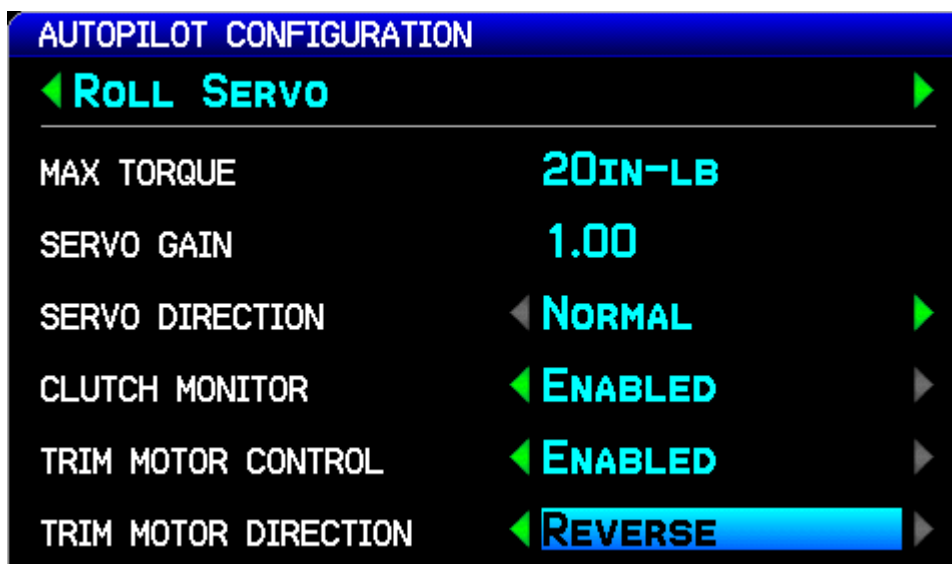 AUTOPILOT CONFIGURATION
ROLL SERVO
MAX TORQUE 20IN-LB
SERVO GAIN 1.00
SERVO DIRECTION NORMAL
CLUTCH MONITOR ENABLED
TRIM MOTOR CONTROL ENABLED
TRIM MOTOR DIRECTION REVERSE